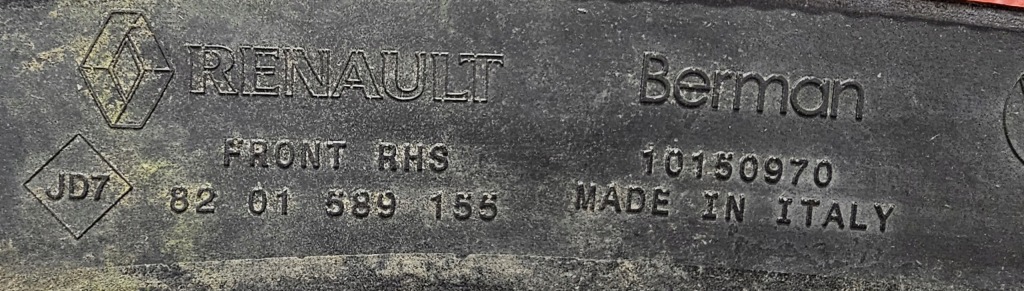 RENAULT
FRONT RHS
82 01 589 155
JD7
Berman
10150970
MADE IN ITALY